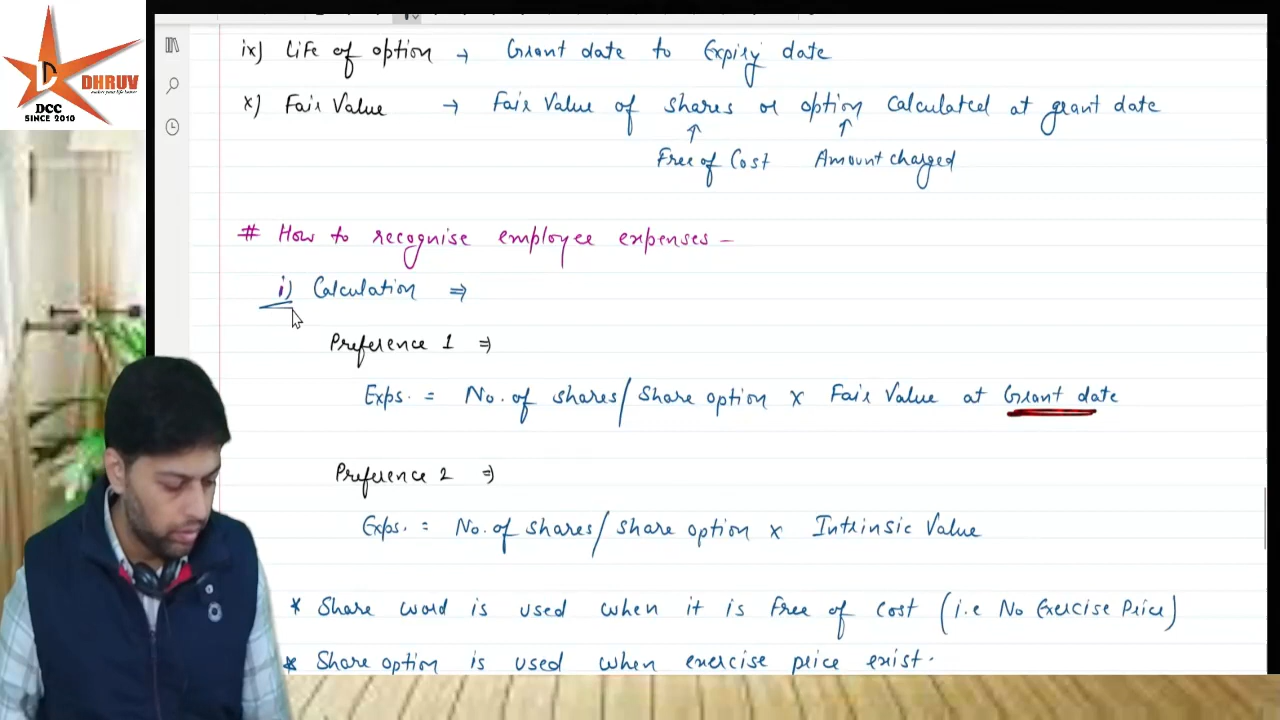 D
DHRUV
makes your life better
DCC
SINCE 2010
ix) Life of option → Grant date to Expiry date
x) Fair Value → Fair Value of shares or option Calculated at grant date
↑ ↑
Free of Cost Amount charged
# How to recognise employee expenses –
i) Calculation ⇒
Preference 1 ⇒
Exps. = No. of shares/share option × Fair Value at Grant date
Preference 2 ⇒
Exps. = No. of shares/share option × Intrinsic Value
* Share word is used when it is Free of cost (i.e No Exercise Price)
* Share option is used when exercise price exist.